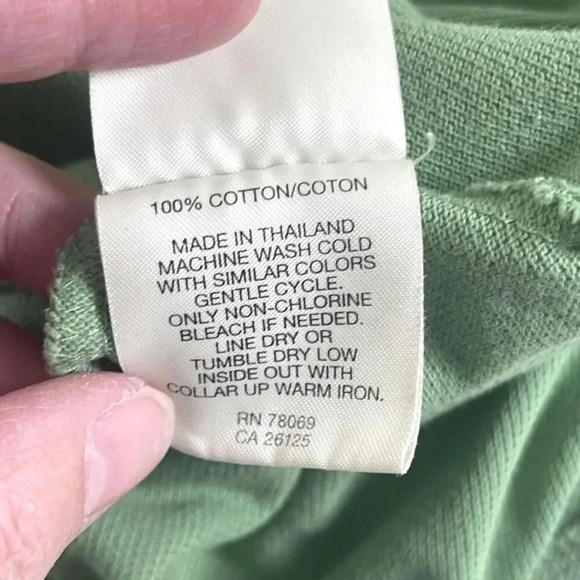 100% COTTON/COTON
MADE IN THAILAND
MACHINE WASH COLD
WITH SIMILAR COLORS
GENTLE CYCLE.
ONLY NON-CHLORINE
BLEACH IF NEEDED.
LINE DRY OR
TUMBLE DRY LOW
INSIDE OUT WITH
COLLAR UP WARM IRON.
RN 78069
CA 26125